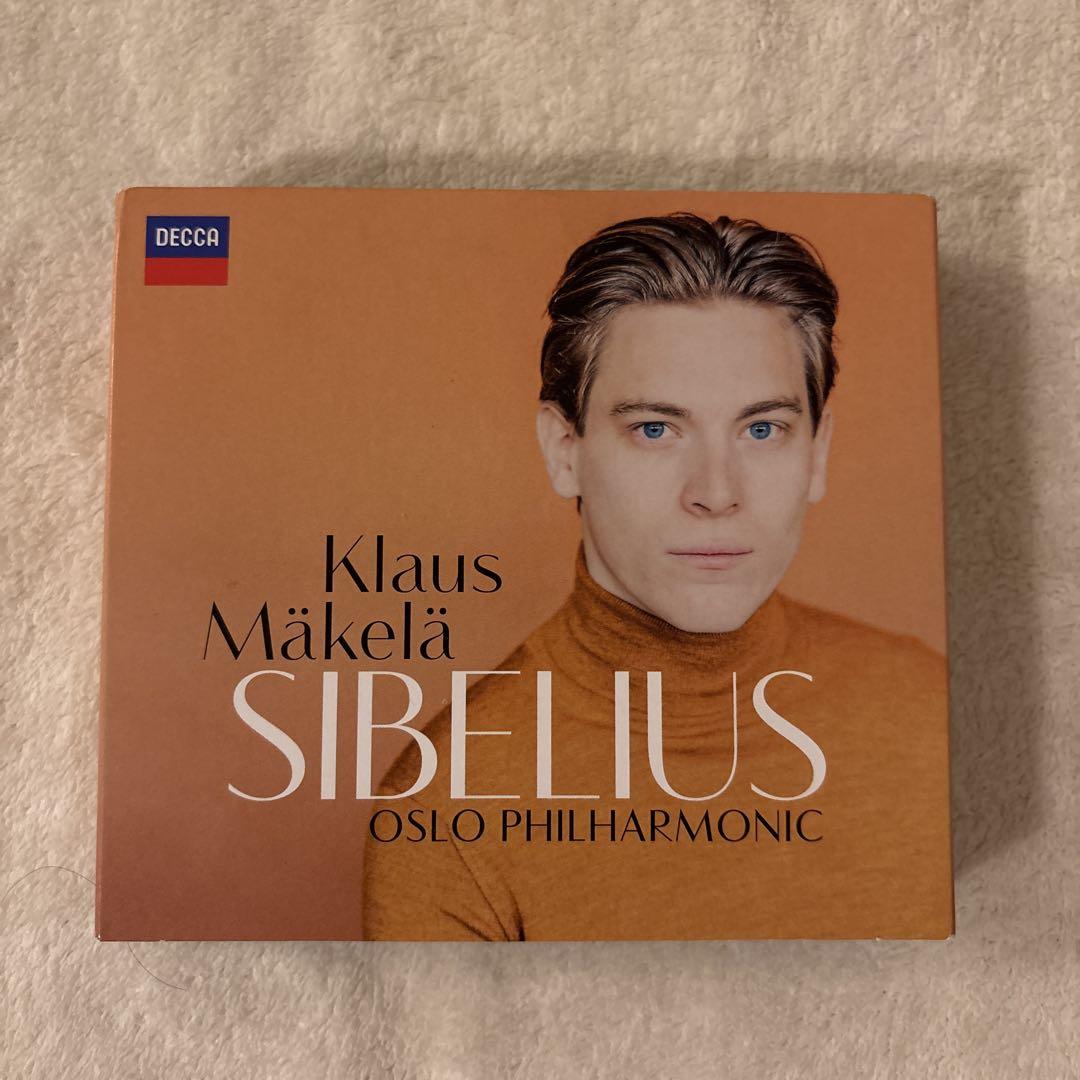 DECCA
Klaus
Mäkelä
SIBELIUS
OSLO PHILHARMONIC